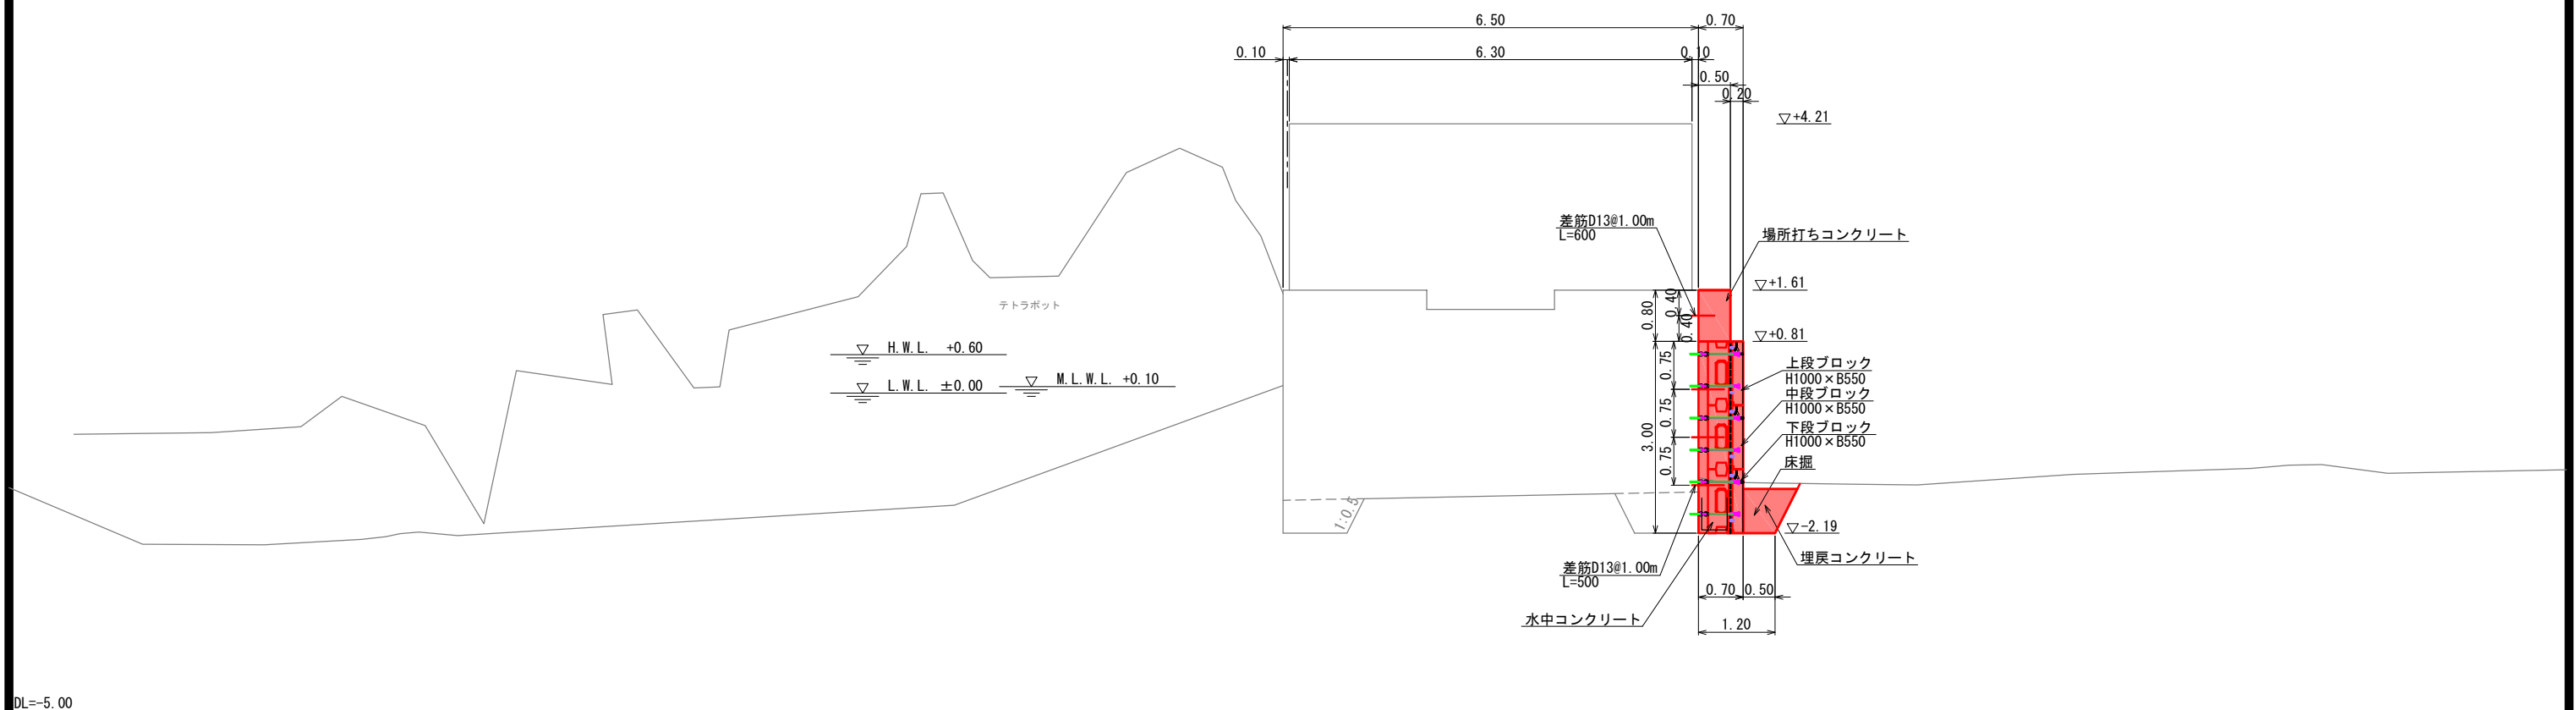 6.50
0.70
0.10
6.30
0.10
0.50
0.20
▽+4.21
差筋D13@1.00m
L=600
場所打ちコンクリート
▽+1.61
テトラポット
0.80
0.40
0.40
▽+0.81
▽ H.W.L. +0.60
▽ L.W.L. ±0.00
▽ M.L.W.L. +0.10
上段ブロック
H1000×B550
中段ブロック
H1000×B550
下段ブロック
H1000×B550
床掘
3.00
0.75
0.75
0.75
1:0.5
▽-2.19
埋戻コンクリート
差筋D13@1.00m
L=500
0.70
0.50
水中コンクリート
1.20
DL=-5.00